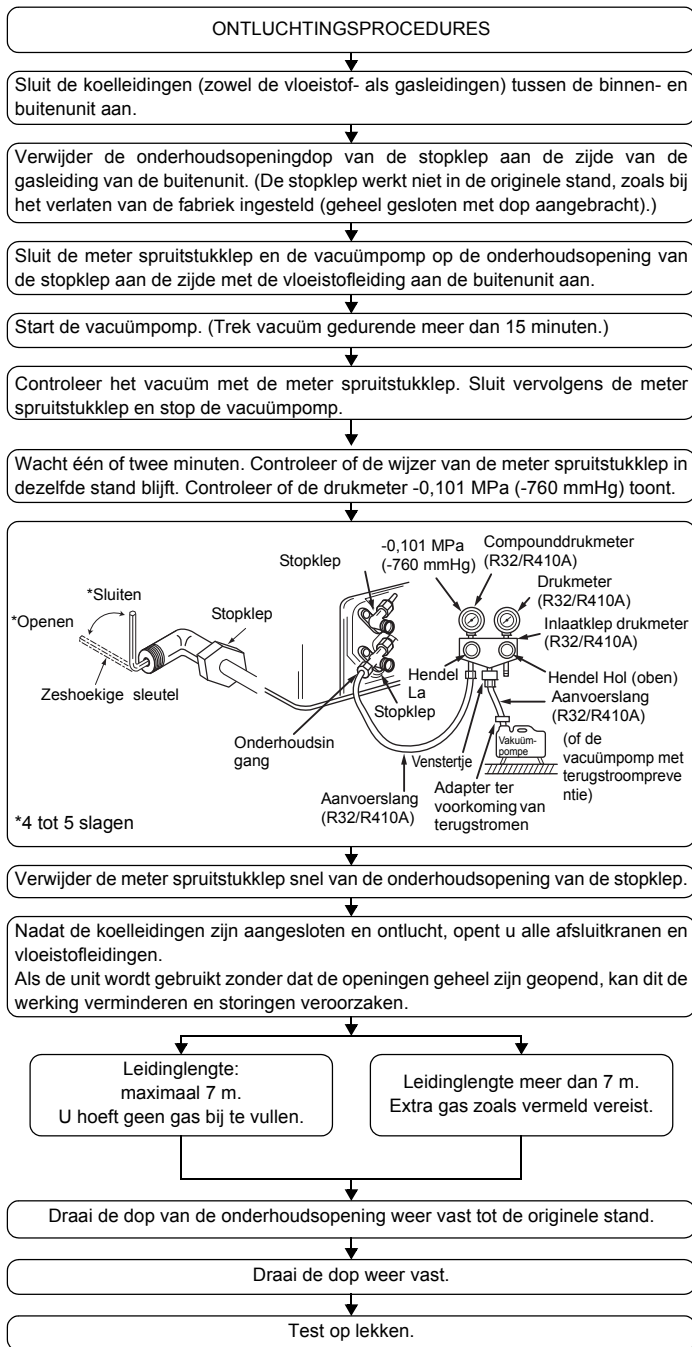 ONTLUCHTINGSPROCEDURES
Sluit de koelleidingen (zowel de vloeistof- als gasleidingen) tussen de binnen- en
buitenunit aan.
Verwijder de onderhoudsopeningdop van de stopklep aan de zijde van de
gasleiding van de buitenunit. (De stopklep werkt niet in de originele stand, zoals bij
het verlaten van de fabriek ingesteld (geheel gesloten met dop aangebracht).)
Sluit de meter spruitstukklep en de vacuümpomp op de onderhoudsopening van
de stopklep aan de zijde met de vloeistofleiding aan de buitenunit aan.
Start de vacuümpomp. (Trek vacuüm gedurende meer dan 15 minuten.)
Controleer het vacuüm met de meter spruitstukklep. Sluit vervolgens de meter
spruitstukklep en stop de vacuümpomp.
Wacht één of twee minuten. Controleer of de wijzer van de meter spruitstukklep in
dezelfde stand blijft. Controleer of de drukmeter -0,101 MPa (-760 mmHg) toont.
*Sluiten
*Openen
Stopklep
Zeshoekige sleutel
Stopklep
-0,101 MPa
(-760 mmHg)
Compounddrukmeter
(R32/R410A)
Drukmeter
(R32/R410A)
Inlaatklep drukmeter
(R32/R410A)
Hendel
La
Hendel Hol (oben)
Stopklep
Aanvoerslang
(R32/R410A)
Onderhoudsin
gang
Venstertje
Vakuüm-
pompe
(of de
vacuümpomp met
terugstroompreve
ntie)
Adapter ter
voorkoming van
terugstromen
Aanvoerslang
(R32/R410A)
*4 tot 5 slagen
Verwijder de meter spruitstukklep snel van de onderhoudsopening van de stopklep.
Nadat de koelleidingen zijn aangesloten en ontlucht, opent u alle afsluitkranen en
vloeistofleidingen.
Als de unit wordt gebruikt zonder dat de openingen geheel zijn geopend, kan dit de
werking verminderen en storingen veroorzaken.
Leidinglengte:
maximaal 7 m.
U hoeft geen gas bij te vullen.
Leidinglengte meer dan 7 m.
Extra gas zoals vermeld vereist.
Draai de dop van de onderhoudsopening weer vast tot de originele stand.
Draai de dop weer vast.
Test op lekken.